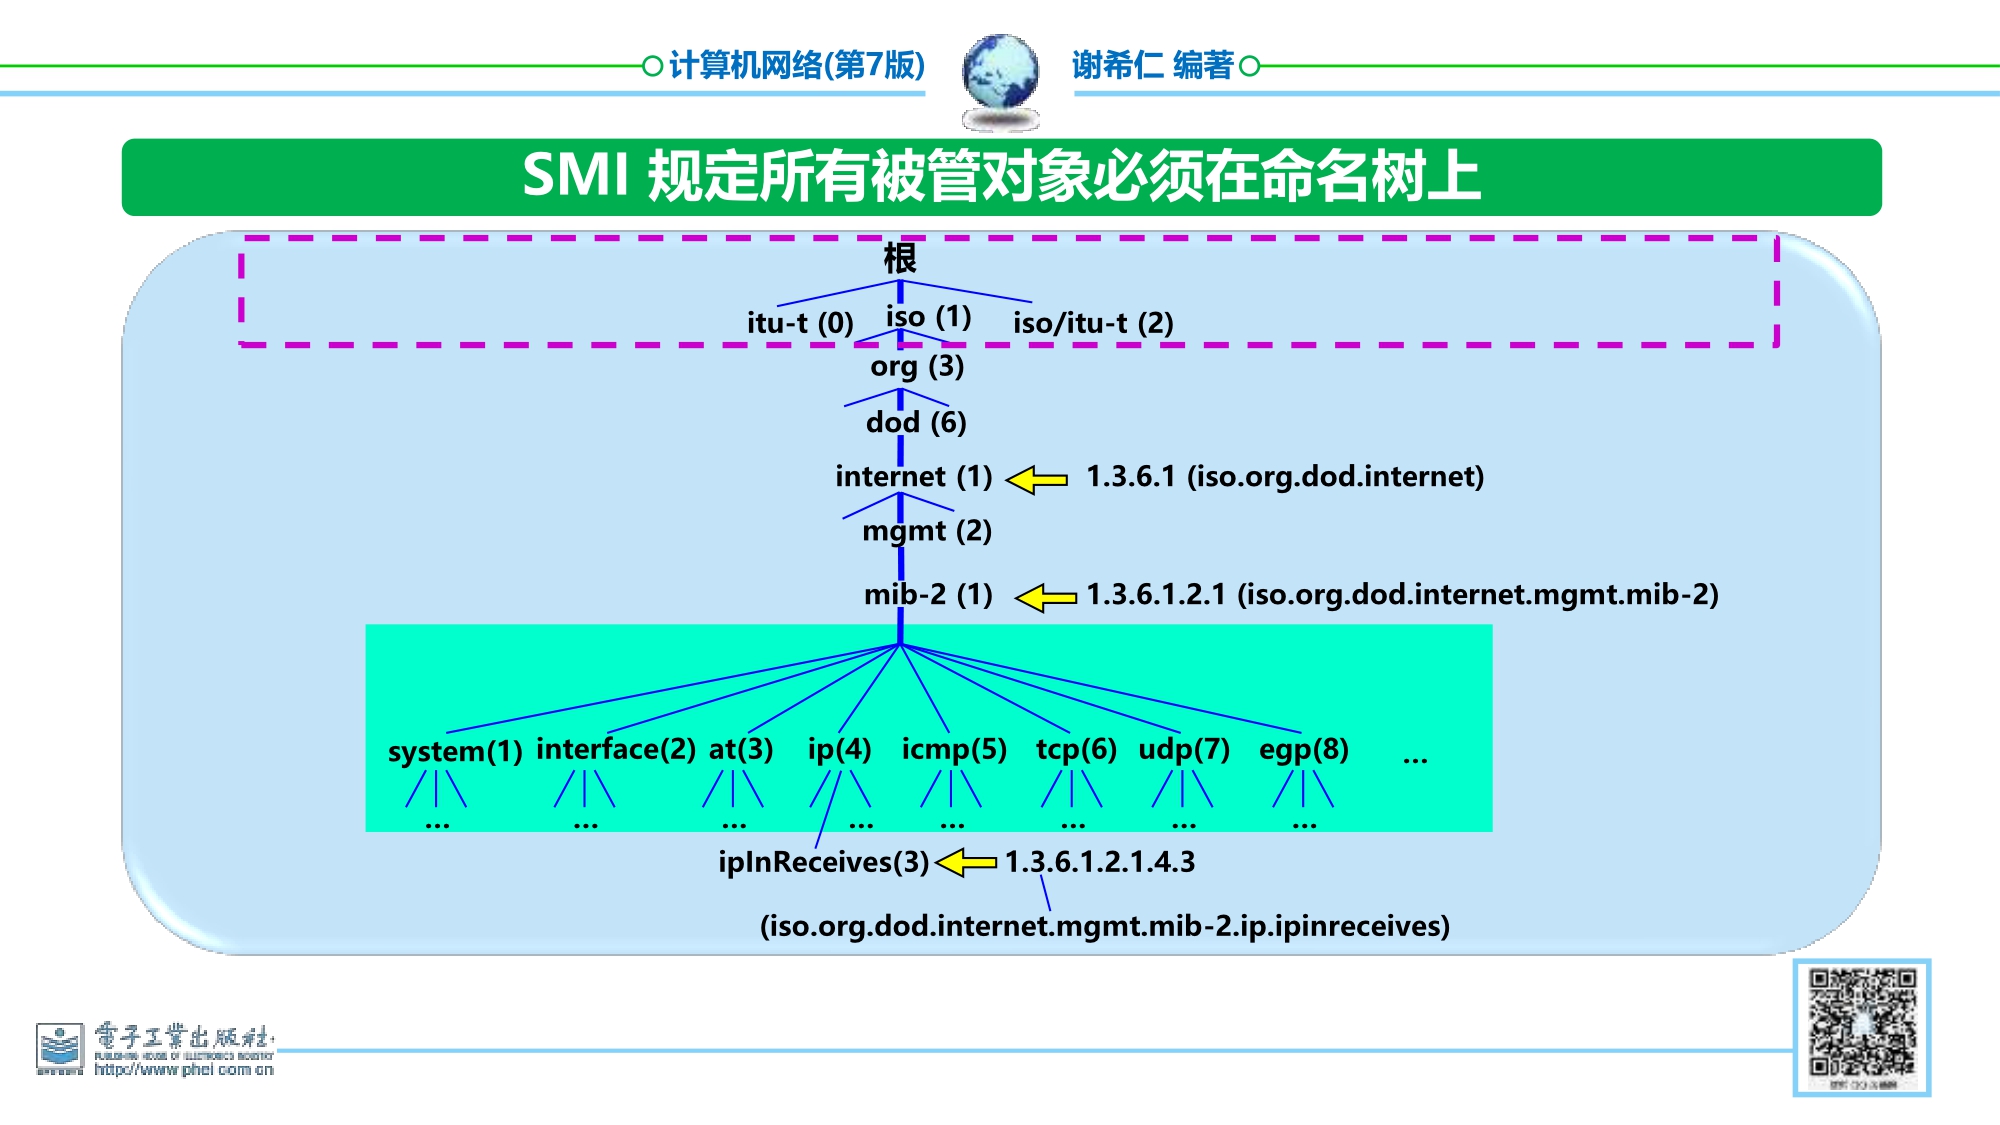 计算机网络(第7版)
谢希仁 编著
SMI 规定所有被管对象必须在命名树上
根
itu-t (0) iso (1) iso/itu-t (2)
org (3)
dod (6)
internet (1) 1.3.6.1 (iso.org.dod.internet)
mgmt (2)
mib-2 (1) 1.3.6.1.2.1 (iso.org.dod.internet.mgmt.mib-2)
system(1) interface(2) at(3) ip(4) icmp(5) tcp(6) udp(7) egp(8) ...
... ... ... ... ... ... ... ...
ipInReceives(3) 1.3.6.1.2.1.4.3
(iso.org.dod.internet.mgmt.mib-2.ip.ipinreceives)
電子工業出版社
PUBLISHING HOUSE OF ELECTRONICS INDUSTRY
http://www.phei.com.cn